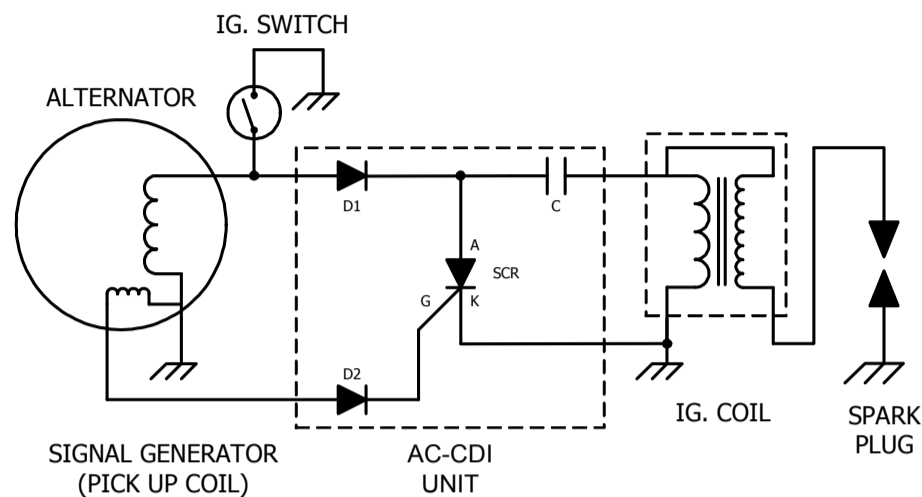 IG. SWITCH
ALTERNATOR
D1
C
A
SCR
G
K
D2
IG. COIL
SPARK
PLUG
SIGNAL GENERATOR
(PICK UP COIL)
AC-CDI
UNIT